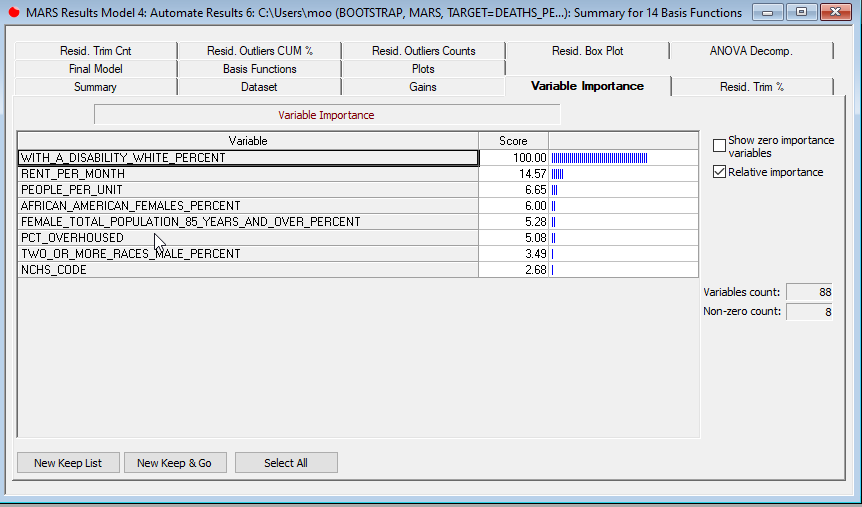 MARS Results Model 4: Automate Results 6: C:\Users\moo (BOOTSTRAP, MARS, TARGET=DEATHS_PE...): Summary for 14 Basis Functions
Resid. Trim Cnt Resid. Outliers CUM % Resid. Outliers Counts Resid. Box Plot ANOVA Decomp.
Final Model Basis Functions Plots
Summary Dataset Gains Variable Importance Resid. Trim %
Variable Importance
Variable Score
WITH_A_DISABILITY_WHITE_PERCENT 100.00
RENT_PER_MONTH 14.57
PEOPLE_PER_UNIT 6.65
AFRICAN_AMERICAN_FEMALES_PERCENT 6.00
FEMALE_TOTAL_POPULATION_85_YEARS_AND_OVER_PERCENT 5.28
PCT_OVERHOUSED 5.08
TWO_OR_MORE_RACES_MALE_PERCENT 3.49
NCHS_CODE 2.68
Show zero importance
variables
Relative importance
Variables count: 88
Non-zero count: 8
New Keep List New Keep & Go Select All